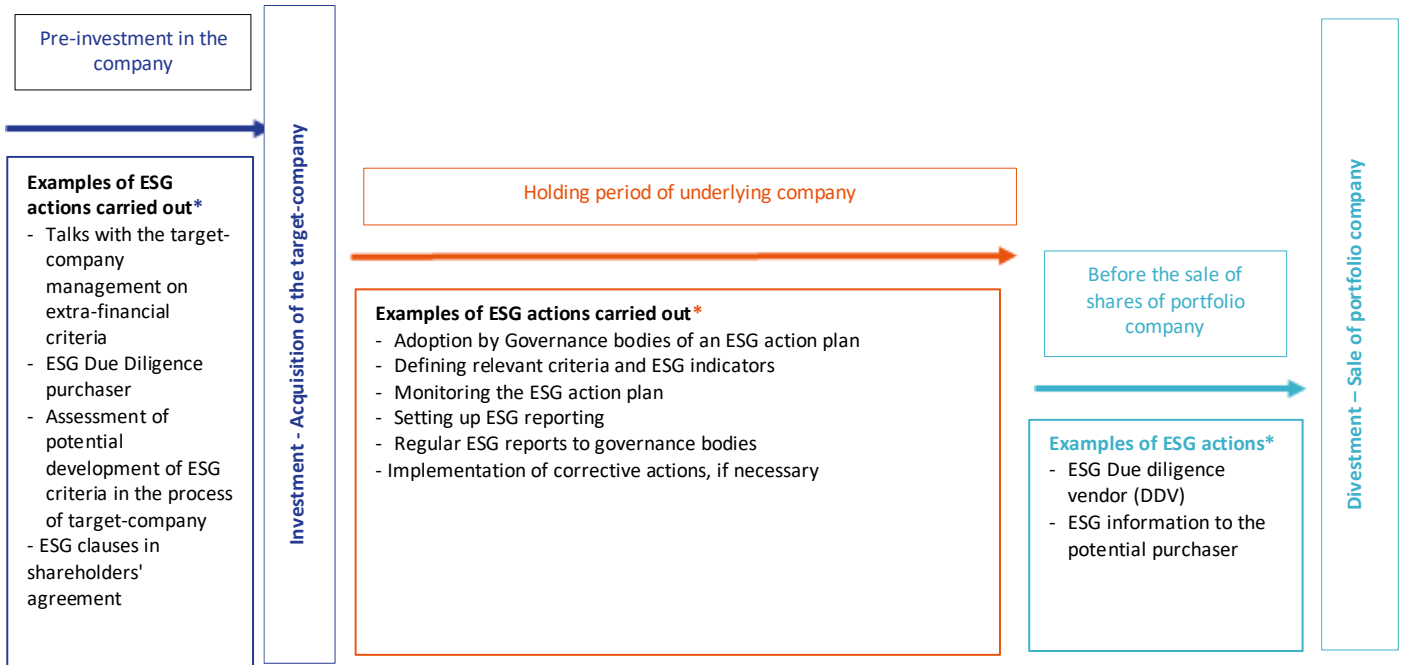 Pre-investment in the
company
Examples of ESG
actions carried out*
- Talks with the target-
company
management on
extra-financial
criteria
- ESG Due Diligence
purchaser
- Assessment of
potential
development of ESG
criteria in the process
of target-company
- ESG clauses in
shareholders'
agreement
Investment - Acquisition of the target-company
Holding period of underlying company
Examples of ESG actions carried out*
- Adoption by Governance bodies of an ESG action plan
- Defining relevant criteria and ESG indicators
- Monitoring the ESG action plan
- Setting up ESG reporting
- Regular ESG reports to governance bodies
- Implementation of corrective actions, if necessary
Before the sale of
shares of portfolio
company
Examples of ESG actions*
- ESG Due diligence
vendor (DDV)
- ESG information to the
potential purchaser
Divestment – Sale of portfolio company